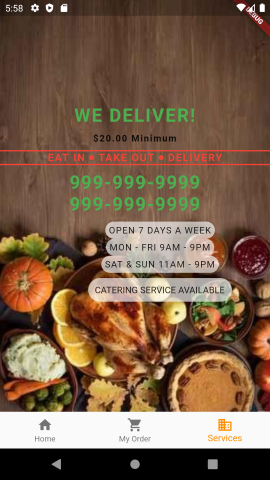 5:58
DEBUG
WE DELIVER!
$20.00 Minimum
EAT IN • TAKE OUT • DELIVERY
999-999-9999
999-999-9999
OPEN 7 DAYS A WEEK
MON - FRI 9AM - 9PM
SAT & SUN 11AM - 9PM
CATERING SERVICE AVAILABLE
Home
My Order
Services